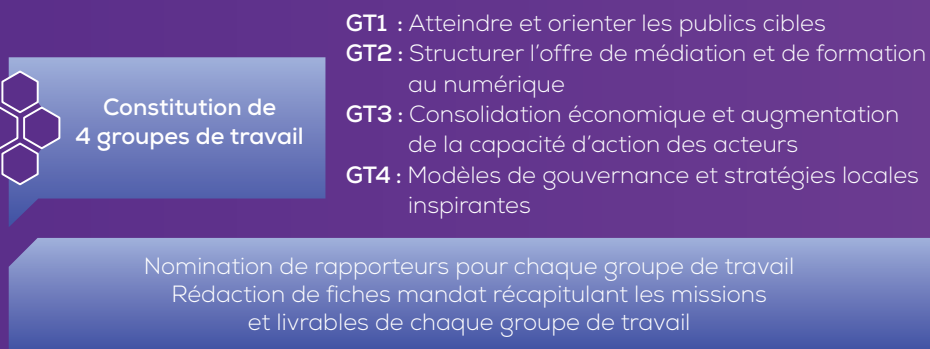 Constitution de
4 groupes de travail
GT1 : Atteindre et orienter les publics cibles
GT2 : Structurer l'offre de médiation et de formation
au numérique
GT3 : Consolidation économique et augmentation
de la capacité d'action des acteurs
GT4 : Modèles de gouvernance et stratégies locales
inspirantes
Nomination de rapporteurs pour chaque groupe de travail
Rédaction de fiches mandat récapitulant les missions
et livrables de chaque groupe de travail